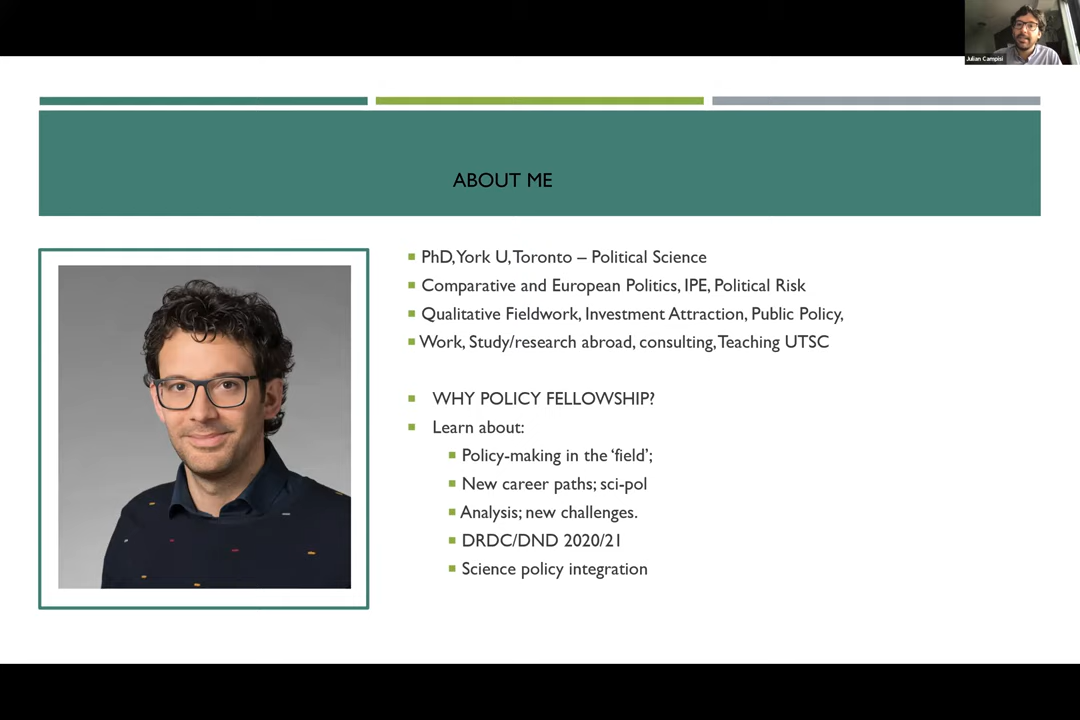 Julian Campisi
ABOUT ME
PhD, York U, Toronto – Political Science
Comparative and European Politics, IPE, Political Risk
Qualitative Fieldwork, Investment Attraction, Public Policy,
Work, Study/research abroad, consulting, Teaching UTSC
WHY POLICY FELLOWSHIP?
Learn about:
Policy-making in the ‘field’;
New career paths; sci-pol
Analysis; new challenges.
DRDC/DND 2020/21
Science policy integration